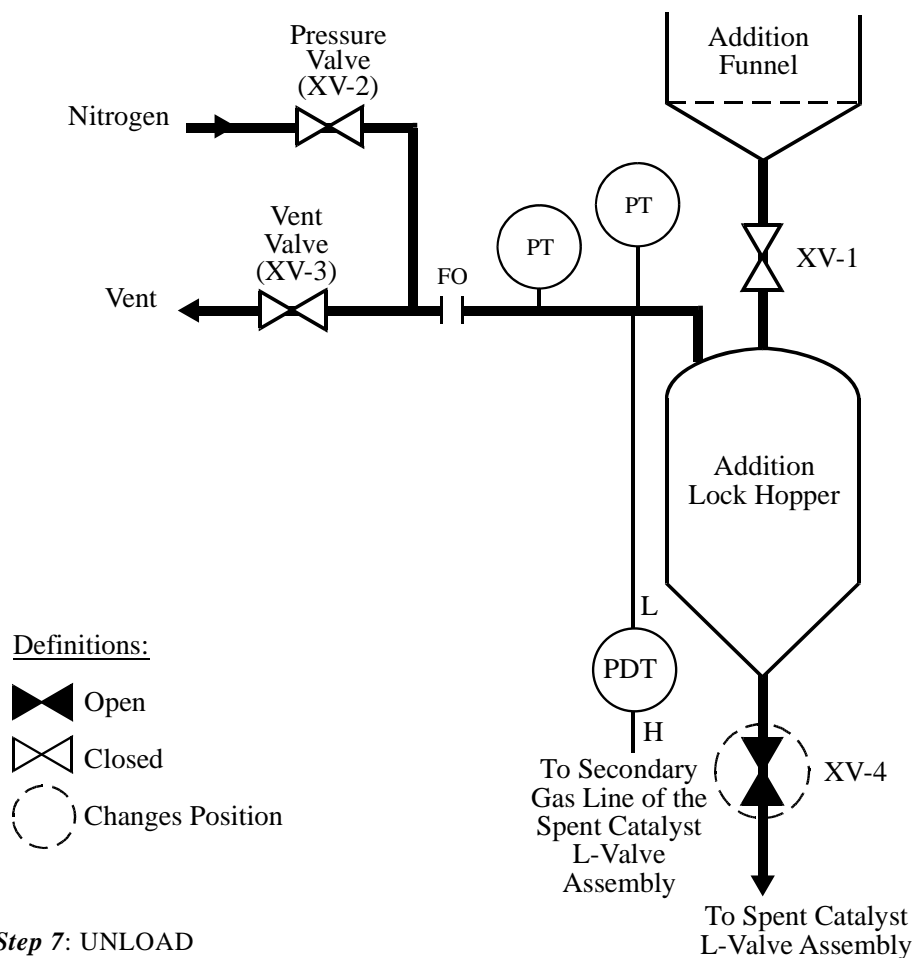 Pressure
Valve
(XV-2)
Nitrogen
Addition
Funnel
Vent
Valve
(XV-3)
Vent
FO
PT
PT
XV-1
Addition
Lock Hopper
L
PDT
H
To Secondary
Gas Line of the
Spent Catalyst
L-Valve
Assembly
XV-4
To Spent Catalyst
L-Valve Assembly
Definitions:
Open
Closed
Changes Position
Step 7: UNLOAD